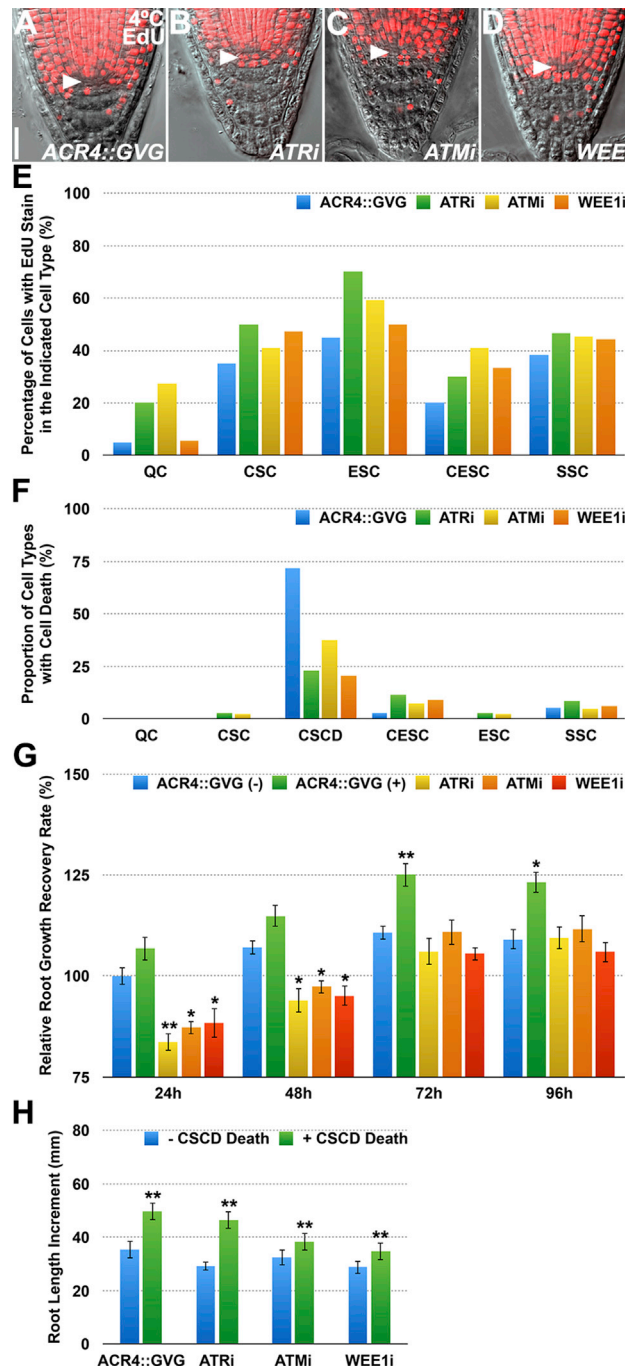 A 4ºC EdU B C D
ACR4::GVG ATRi ATMi WEE
E
100
80
60
40
20
0
Percentage of Cells with EdU Stain in the Indicated Cell Type (%)
ACR4::GVG ATRi ATMi WEE1i
QC CSC ESC CESC SSC
F
100
75
50
25
0
Proportion of Cell Types with Cell Death (%)
ACR4::GVG ATRi ATMi WEE1i
QC CSC CSCD CESC ESC SSC
G
150
125
100
75
Relative Root Growth Recovery Rate (%)
ACR4::GVG (-) ACR4::GVG (+) ATRi ATMi WEE1i
** * *
* * *
**
*
24h 48h 72h 96h
H
80
60
40
20
0
Root Length Increment (mm)
- CSCD Death + CSCD Death
** ** ** **
ACR4::GVG ATRi ATMi WEE1i